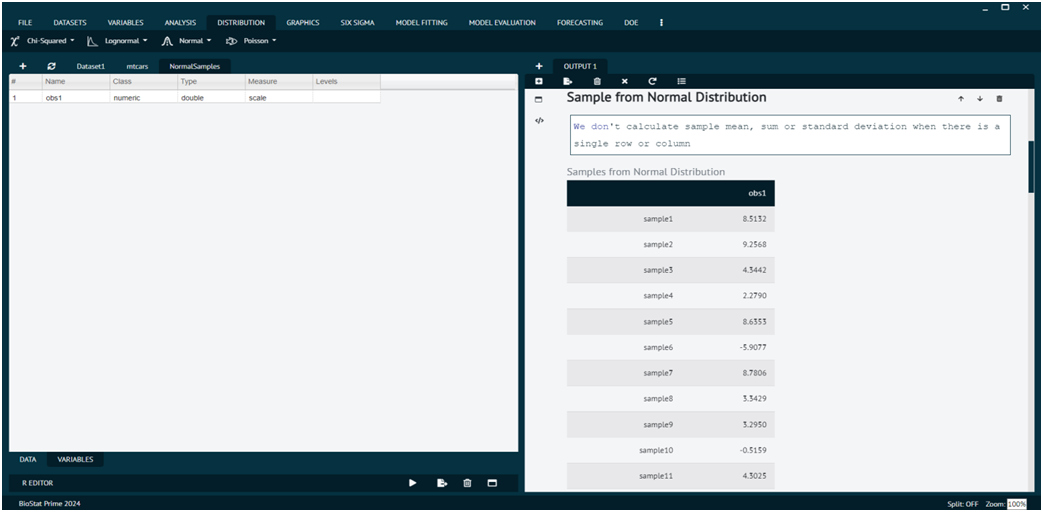 FILE DATASETS VARIABLES ANALYSIS DISTRIBUTION GRAPHICS SIX SIGMA MODEL FITTING MODEL EVALUATION FORECASTING DOE
Chi-Squared Lognormal Normal Poisson
Dataset1 mtcars NormalSamples
# Name Class Type Measure Levels
1 obs1 numeric double scale
DATA VARIABLES
R EDITOR
OUTPUT 1
Sample from Normal Distribution
We don't calculate sample mean, sum or standard deviation when there is a
single row or column
Samples from Normal Distribution
obs1
sample1 8.5132
sample2 9.2568
sample3 4.3442
sample4 2.2790
sample5 8.6353
sample6 -5.9077
sample7 8.7806
sample8 3.3429
sample9 3.2950
sample10 -0.5159
sample11 4.3025
BioStat Prime 2024
Split: OFF Zoom: 100%